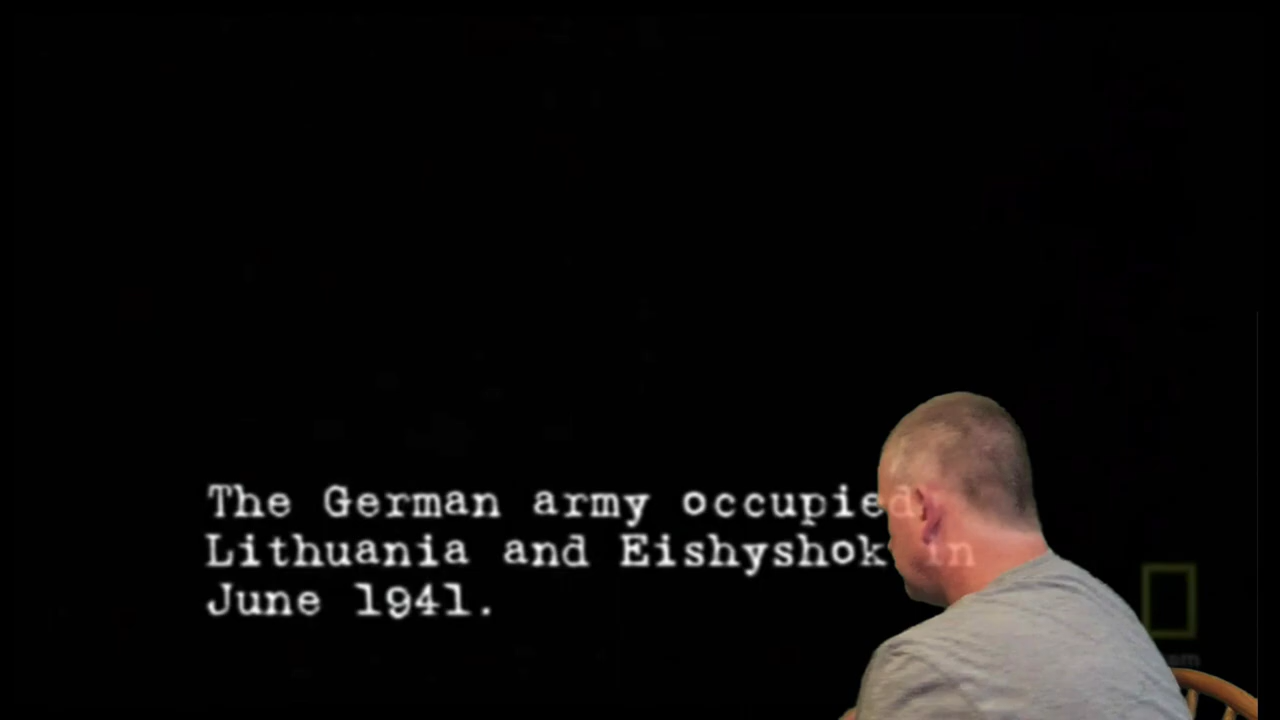 The German army occupied
Lithuania and Eishyshok in
June 1941.